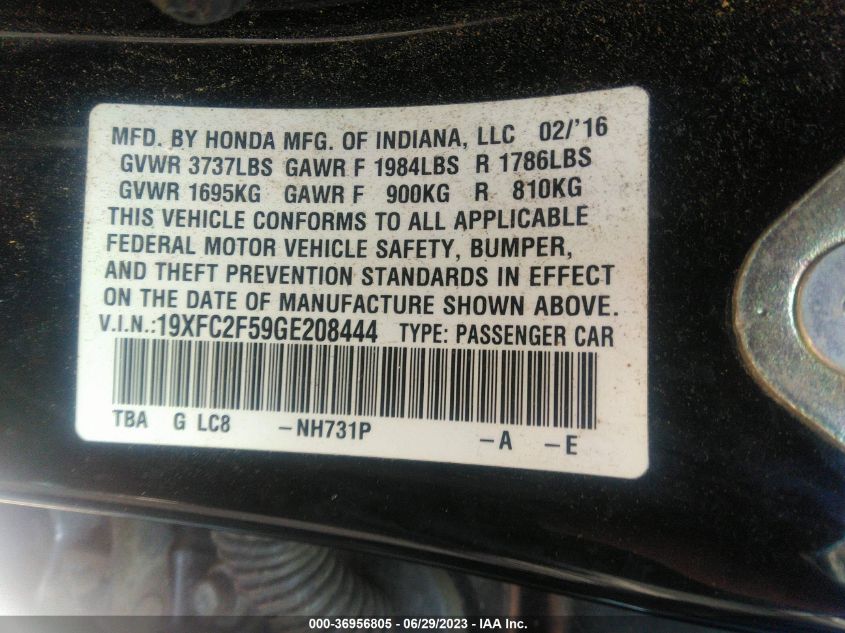 MFD. BY HONDA MFG. OF INDIANA, LLC 02/'16
GVWR 3737LBS GAWR F 1984LBS R 1786LBS
GVWR 1695KG GAWR F 900KG R 810KG
THIS VEHICLE CONFORMS TO ALL APPLICABLE
FEDERAL MOTOR VEHICLE SAFETY, BUMPER,
AND THEFT PREVENTION STANDARDS IN EFFECT
ON THE DATE OF MANUFACTURE SHOWN ABOVE.
V.I.N.:19XFC2F59GE208444 TYPE: PASSENGER CAR
TBA G LC8 -NH731P -A -E
000-36956805 - 06/29/2023 - IAA Inc.